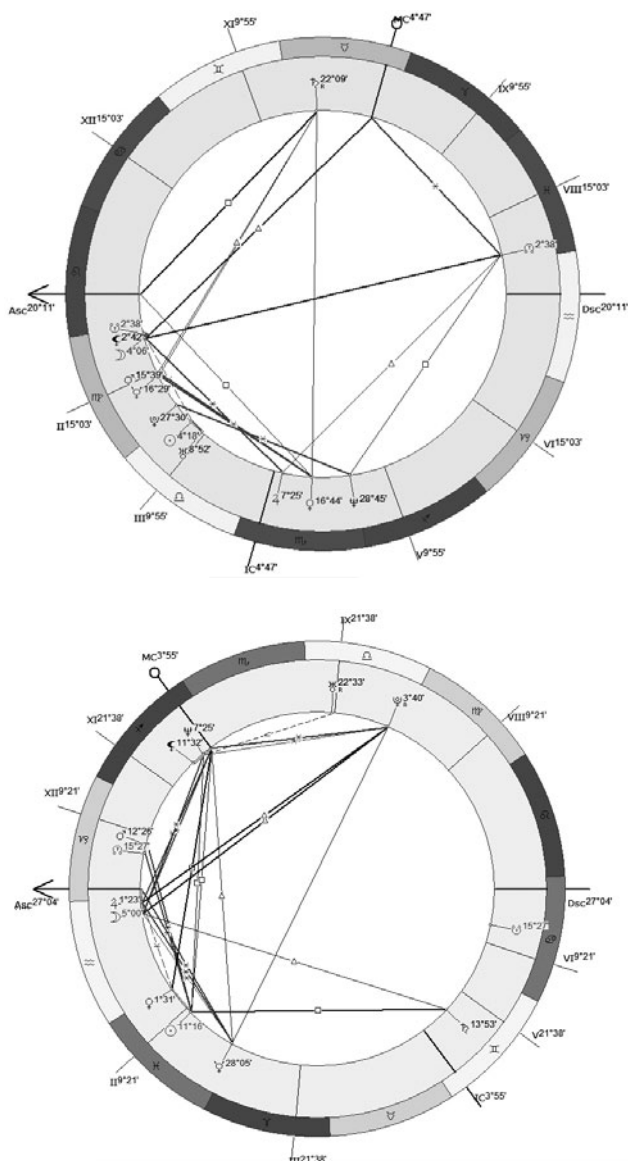 MC4°47'
XI9°55'
IX9°55'
♄22°09'
R
XII15°03'
VIII15°03'
☊2°38'
Asc20°11'
Dsc20°11'
☋2°38'
⚸2°42'
☽4°06'
♂15°39'
☿16°29'
II15°03'
♇27°30'
☉4°18'
♅8°52'
VI15°03'
III9°55'
♃7°25'
♀16°44'
♆28°45'
V9°55'
IC4°47'
IX21°38'
MC3°55'
♅22°33'
R
♇3°40'
R
XI21°38'
♆7°25'
⚸11°32'
VIII9°21'
XII9°21'
♂12°26'
☊15°27'
Asc27°04'
Dsc27°04'
♃1°23'
☽5°00'
☋15°27'
VI9°21'
♀1°31'
☉11°16'
♄13°53'
V21°38'
II9°21'
☿28°05'
IC3°55'
III21°38'